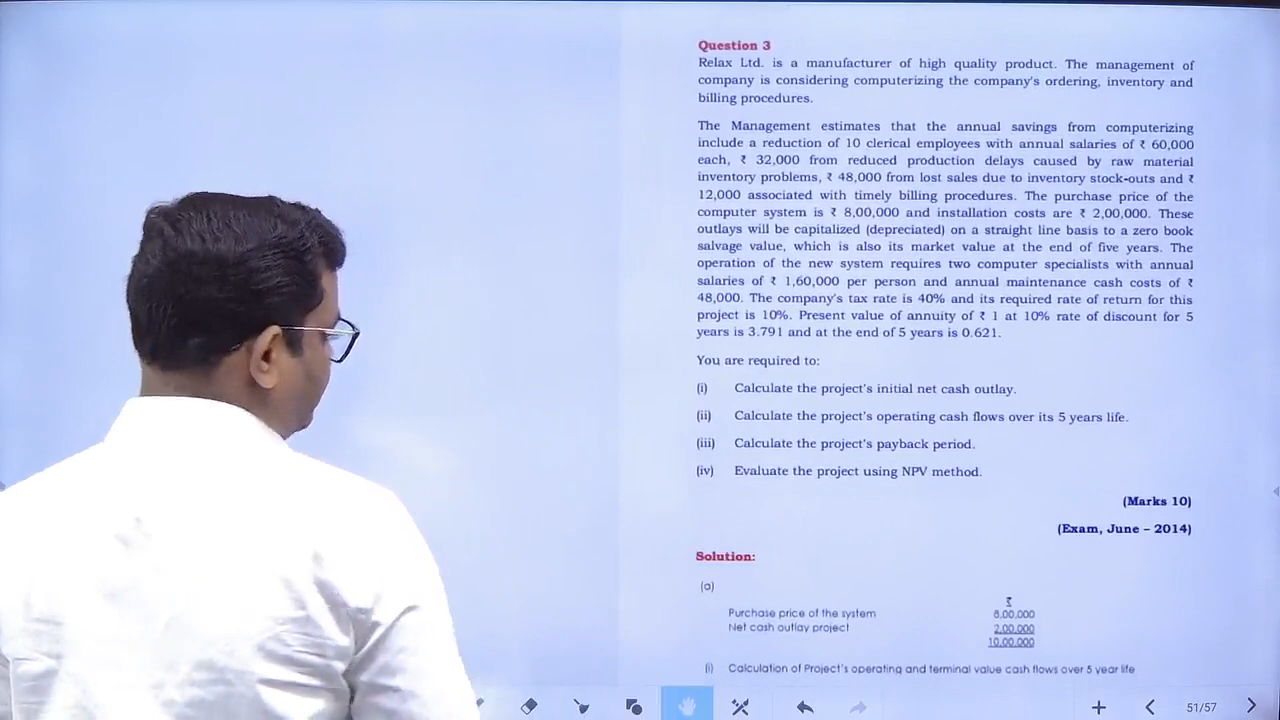 Question 3
Relax Ltd. is a manufacturer of high quality product. The management of
company is considering computerizing the company's ordering, inventory and
billing procedures.
The Management estimates that the annual savings from computerizing
include a reduction of 10 clerical employees with annual salaries of ₹ 60,000
each, ₹ 32,000 from reduced production delays caused by raw material
inventory problems, ₹ 48,000 from lost sales due to inventory stock-outs and ₹
12,000 associated with timely billing procedures. The purchase price of the
computer system is ₹ 8,00,000 and installation costs are ₹ 2,00,000. These
outlays will be capitalized (depreciated) on a straight line basis to a zero book
salvage value, which is also its market value at the end of five years. The
operation of the new system requires two computer specialists with annual
salaries of ₹ 1,60,000 per person and annual maintenance cash costs of ₹
48,000. The company's tax rate is 40% and its required rate of return for this
project is 10%. Present value of annuity of ₹ 1 at 10% rate of discount for 5
years is 3.791 and at the end of 5 years is 0.621.
You are required to:
(i) Calculate the project's initial net cash outlay.
(ii) Calculate the project's operating cash flows over its 5 years life.
(iii) Calculate the project's payback period.
(iv) Evaluate the project using NPV method.
(Marks 10)
(Exam, June – 2014)
Solution:
(a)
₹
Purchase price of the system 8,00,000
Net cash outlay project 2,00,000
10,00,000
(i) Calculation of Project's operating and terminal value cash flows over 5 year life
51/57